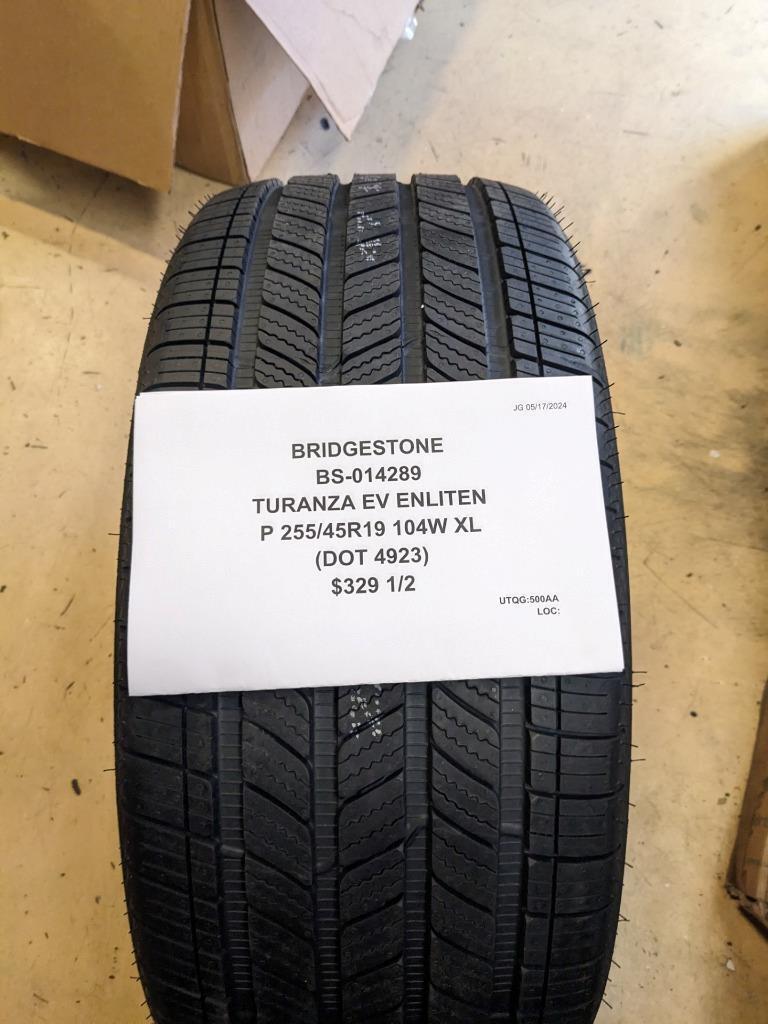 JG 05/17/2024
BRIDGESTONE
BS-014289
TURANZA EV ENLITEN
P 255/45R19 104W XL
(DOT 4923)
$329 1/2
UTQG:500AA
LOC: